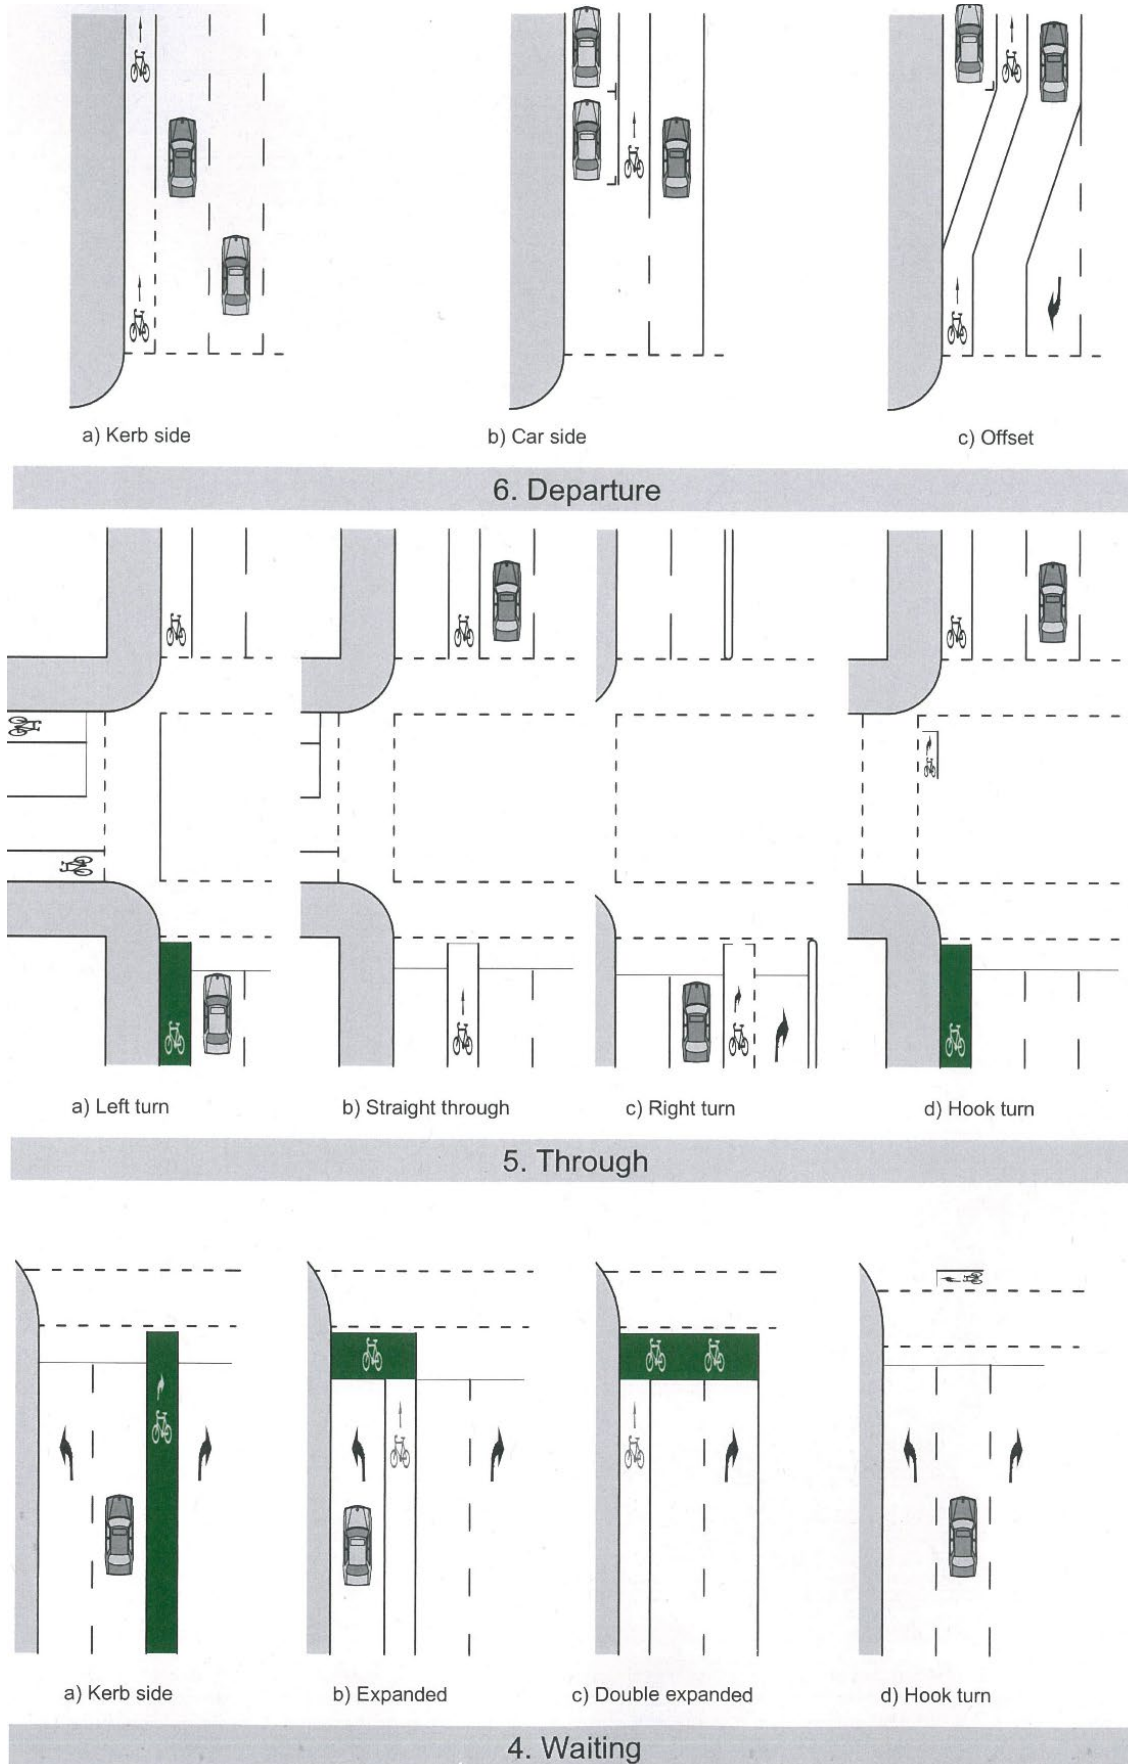 a) Kerb side
b) Car side
c) Offset
6. Departure
a) Left turn
b) Straight through
c) Right turn
d) Hook turn
5. Through
a) Kerb side
b) Expanded
c) Double expanded
d) Hook turn
4. Waiting